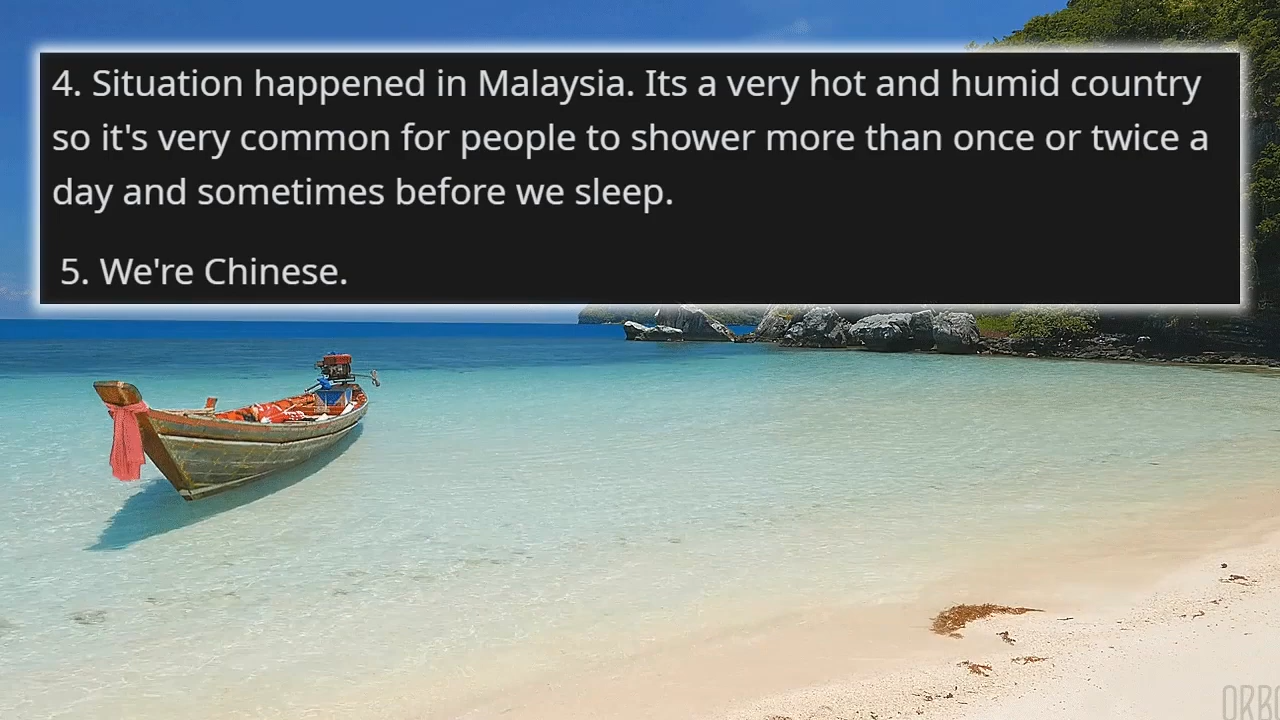 4. Situation happened in Malaysia. Its a very hot and humid country
so it's very common for people to shower more than once or twice a
day and sometimes before we sleep.
5. We're Chinese.